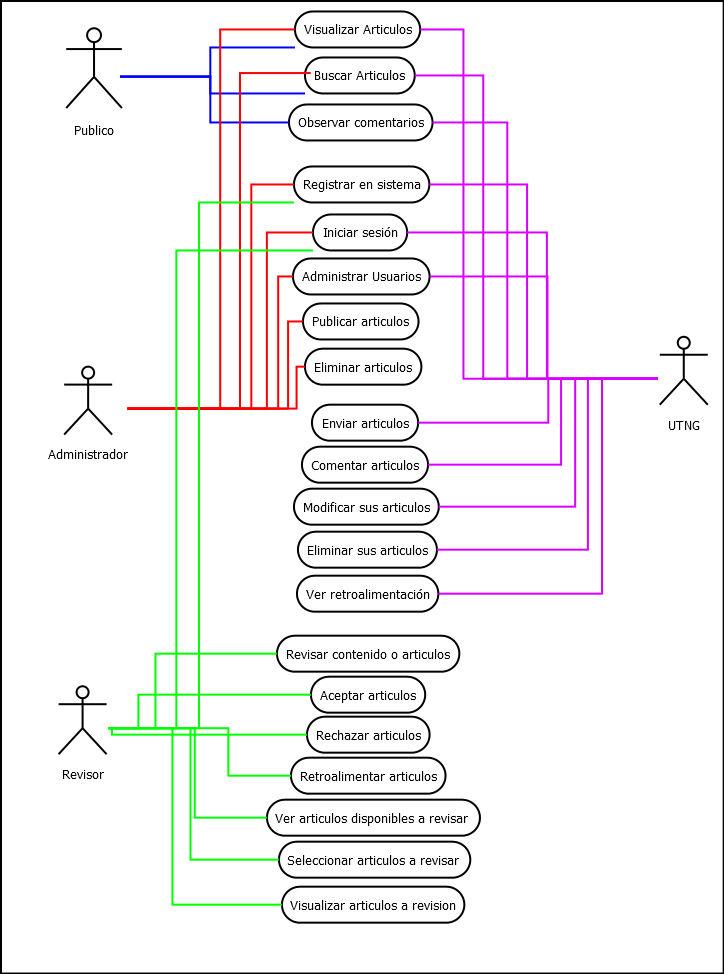 Visualizar Articulos
Buscar Articulos
Publico
Observar comentarios
Registrar en sistema
Iniciar sesión
Administrar Usuarios
Publicar articulos
Eliminar articulos
Administrador
UTNG
Enviar articulos
Comentar articulos
Modificar sus articulos
Eliminar sus articulos
Ver retroalimentación
Revisar contenido o articulos
Aceptar articulos
Rechazar articulos
Revisor
Retroalimentar articulos
Ver articulos disponibles a revisar
Seleccionar articulos a revisar
Visualizar articulos a revision